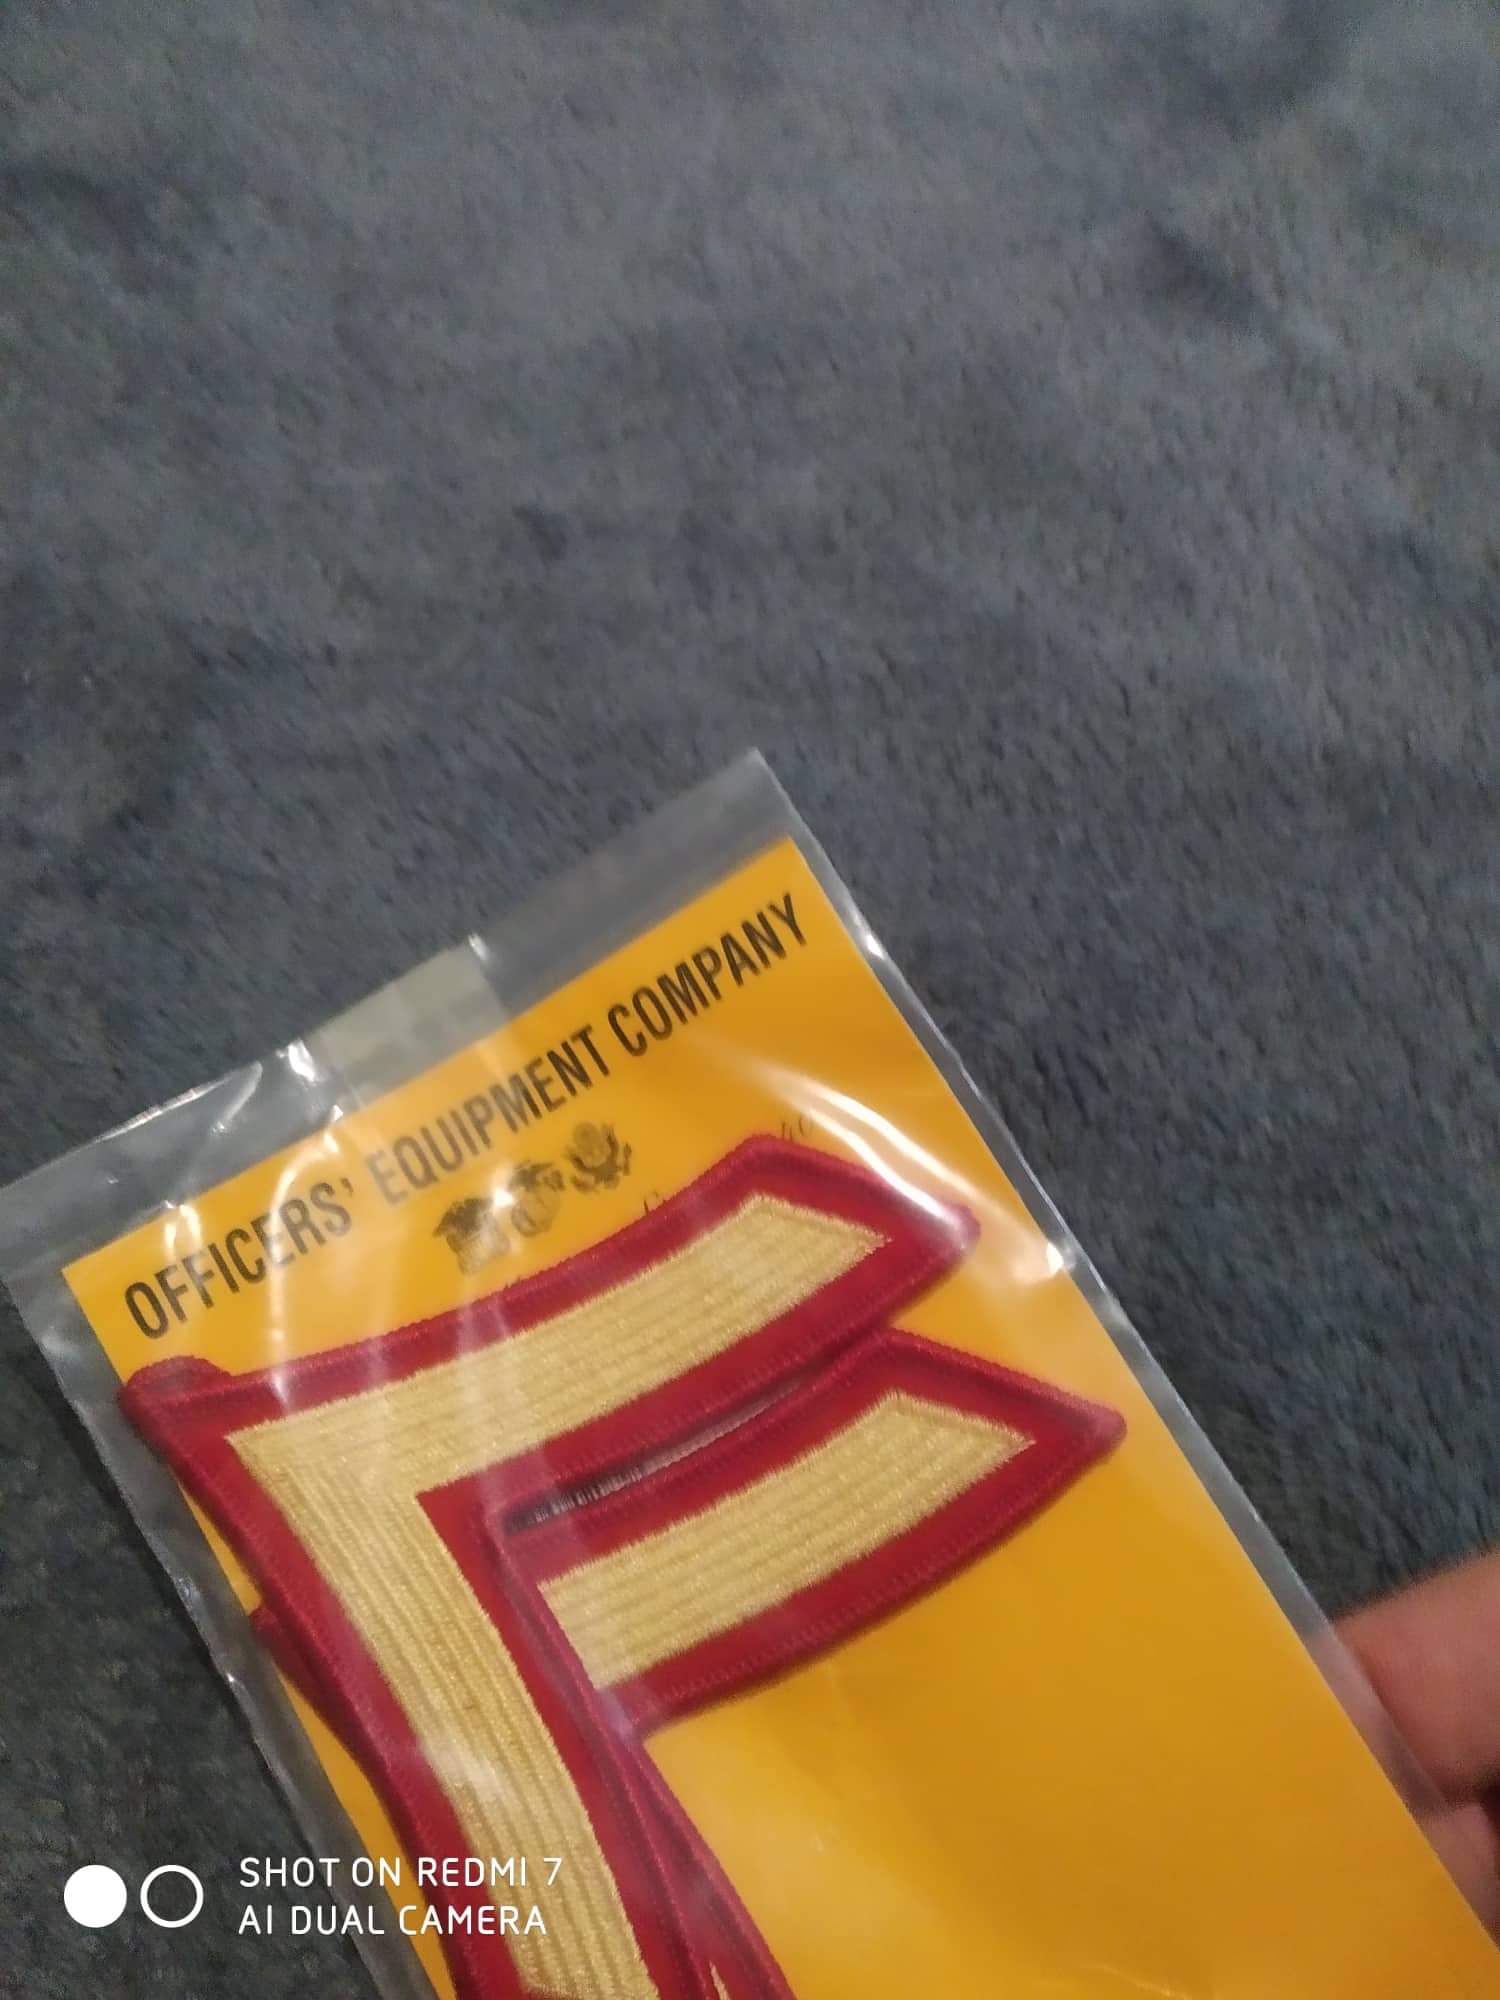 OFFICERS' EQUIPMENT COMPANY
SHOT ON REDMI 7
AI DUAL CAMERA